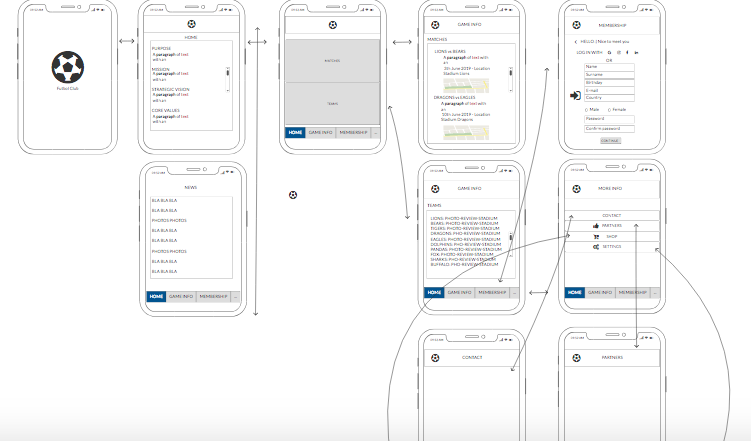 Futbol Club
HOME
PURPOSE
A paragraph of text
with an
MISSION
A paragraph of text
with an
STRATEGIC VISION
A paragraph of text
with an
CORE VALUES
A paragraph of text
with an
MATCHES
TEAMS
HOME GAME INFO MEMBERSHIP ...
GAME INFO
MATCHES
LIONS vs BEARS
A paragraph of text with
an
5th June 2019 - Location
Stadium Lions
DRAGONS vs EAGLES
A paragraph of text with
an
10th June 2019 - Location
Stadium Dragons
MEMBERSHIP
HELLO // Nice to meet you
LOG IN WITH G f in
OR
Name
Surname
Birthday
E-mail
Country
Male Female
Password
Confirm password
CONTINUE
NEWS
BLA BLA BLA
BLA BLA BLA
PHOTOS PHOTOS
BLA BLA BLA
BLA BLA BLA
PHOTOS PHOTOS
BLA BLA BLA
BLA BLA BLA
HOME GAME INFO MEMBERSHIP ...
GAME INFO
TEAMS
LIONS: PHOTO-REVIEW-STADIUM
BEARS: PHOTO-REVIEW-STADIUM
TIGERS: PHOTO-REVIEW-STADIUM
DRAGONS: PHO-REVIEW-STADIUM
EAGLES: PHOTO-REVIEW-STADIUM
DOLPHINS: PHO-REVIEW-STADIUM
PANDAS: PHOTO-REVIEW-STADIUM
FOX: PHOTO-REVIEW-STADIUM
SHARKS: PHO-REVIEW-STADIUM
BUFFALO: PHO-REVIEW-STADIUM
HOME GAME INFO MEMBERSHIP ...
MORE INFO
CONTACT
PARTNERS
SHOP
SETTINGS
HOME GAME INFO MEMBERSHIP ...
CONTACT
PARTNERS